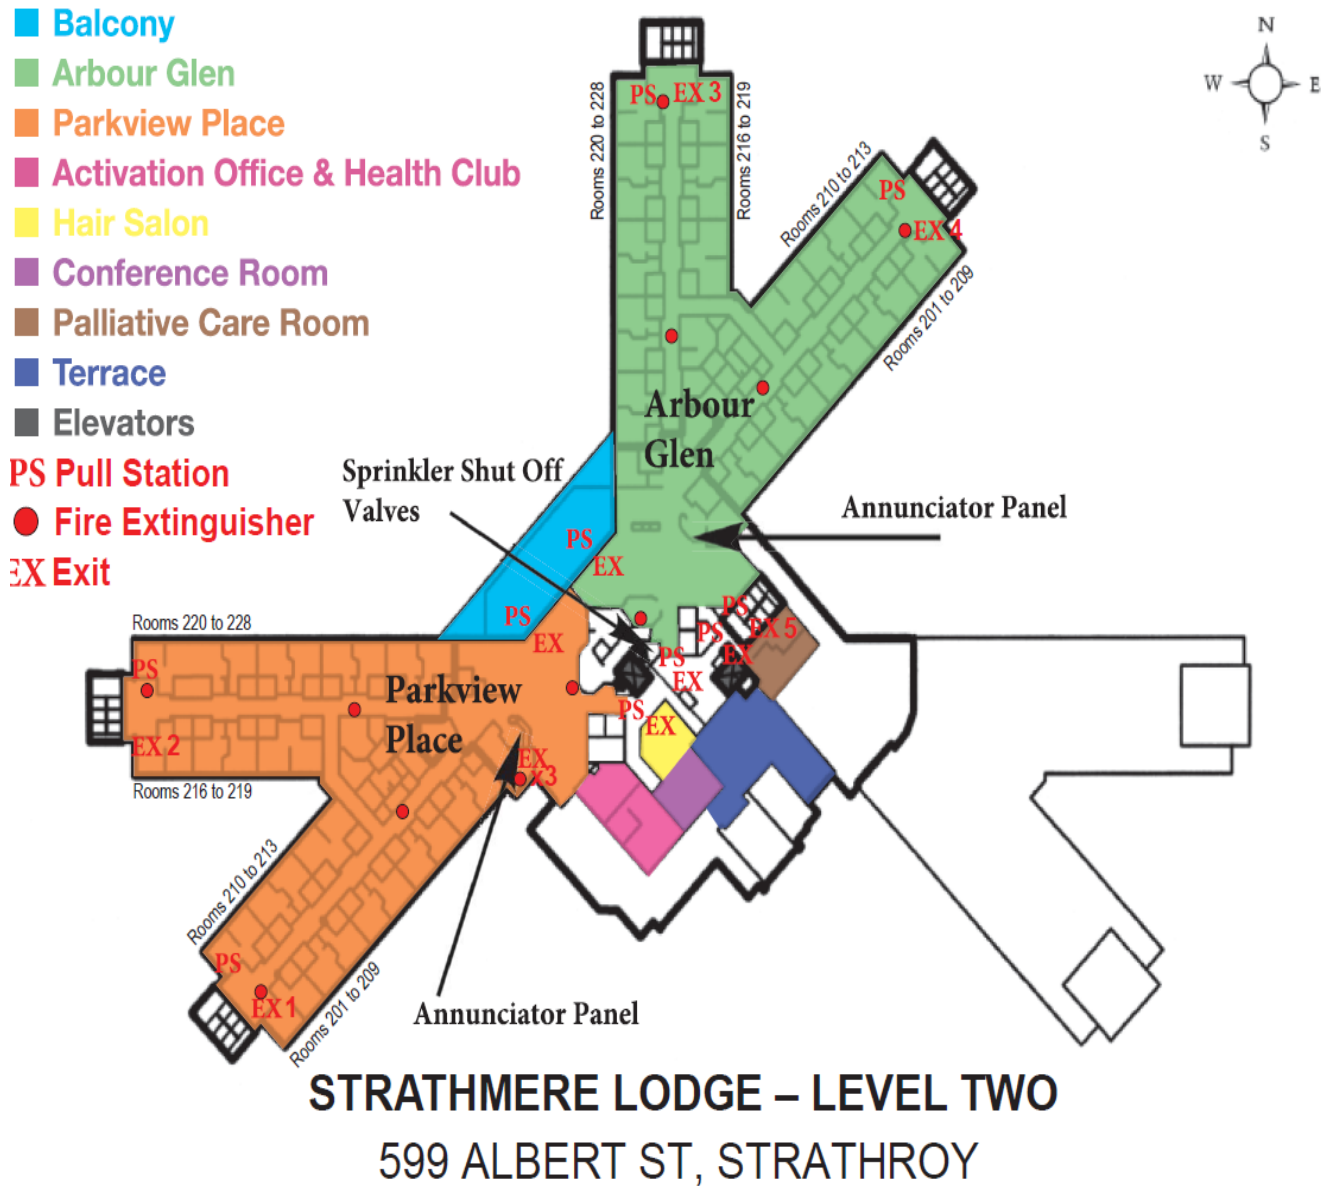 Balcony
Arbour Glen
Parkview Place
Activation Office & Health Club
Hair Salon
Conference Room
Palliative Care Room
Terrace
Elevators
PS Pull Station
Fire Extinguisher
EX Exit
N
W E
S
PS EX 3
Rooms 220 to 228
Rooms 216 to 219
Rooms 210 to 213
PS
EX 4
Rooms 201 to 209
Arbour
Glen
Sprinkler Shut Off
Valves
Annunciator Panel
PS
EX
PS
EX
PS
PS
EX 5
EX
PS
EX
PS
EX
Rooms 220 to 228
PS
Parkview
Place
EX 2
EX
x3
Rooms 216 to 219
Rooms 210 to 213
PS
EX 1
Rooms 201 to 209
Annunciator Panel
STRATHMERE LODGE – LEVEL TWO
599 ALBERT ST, STRATHROY